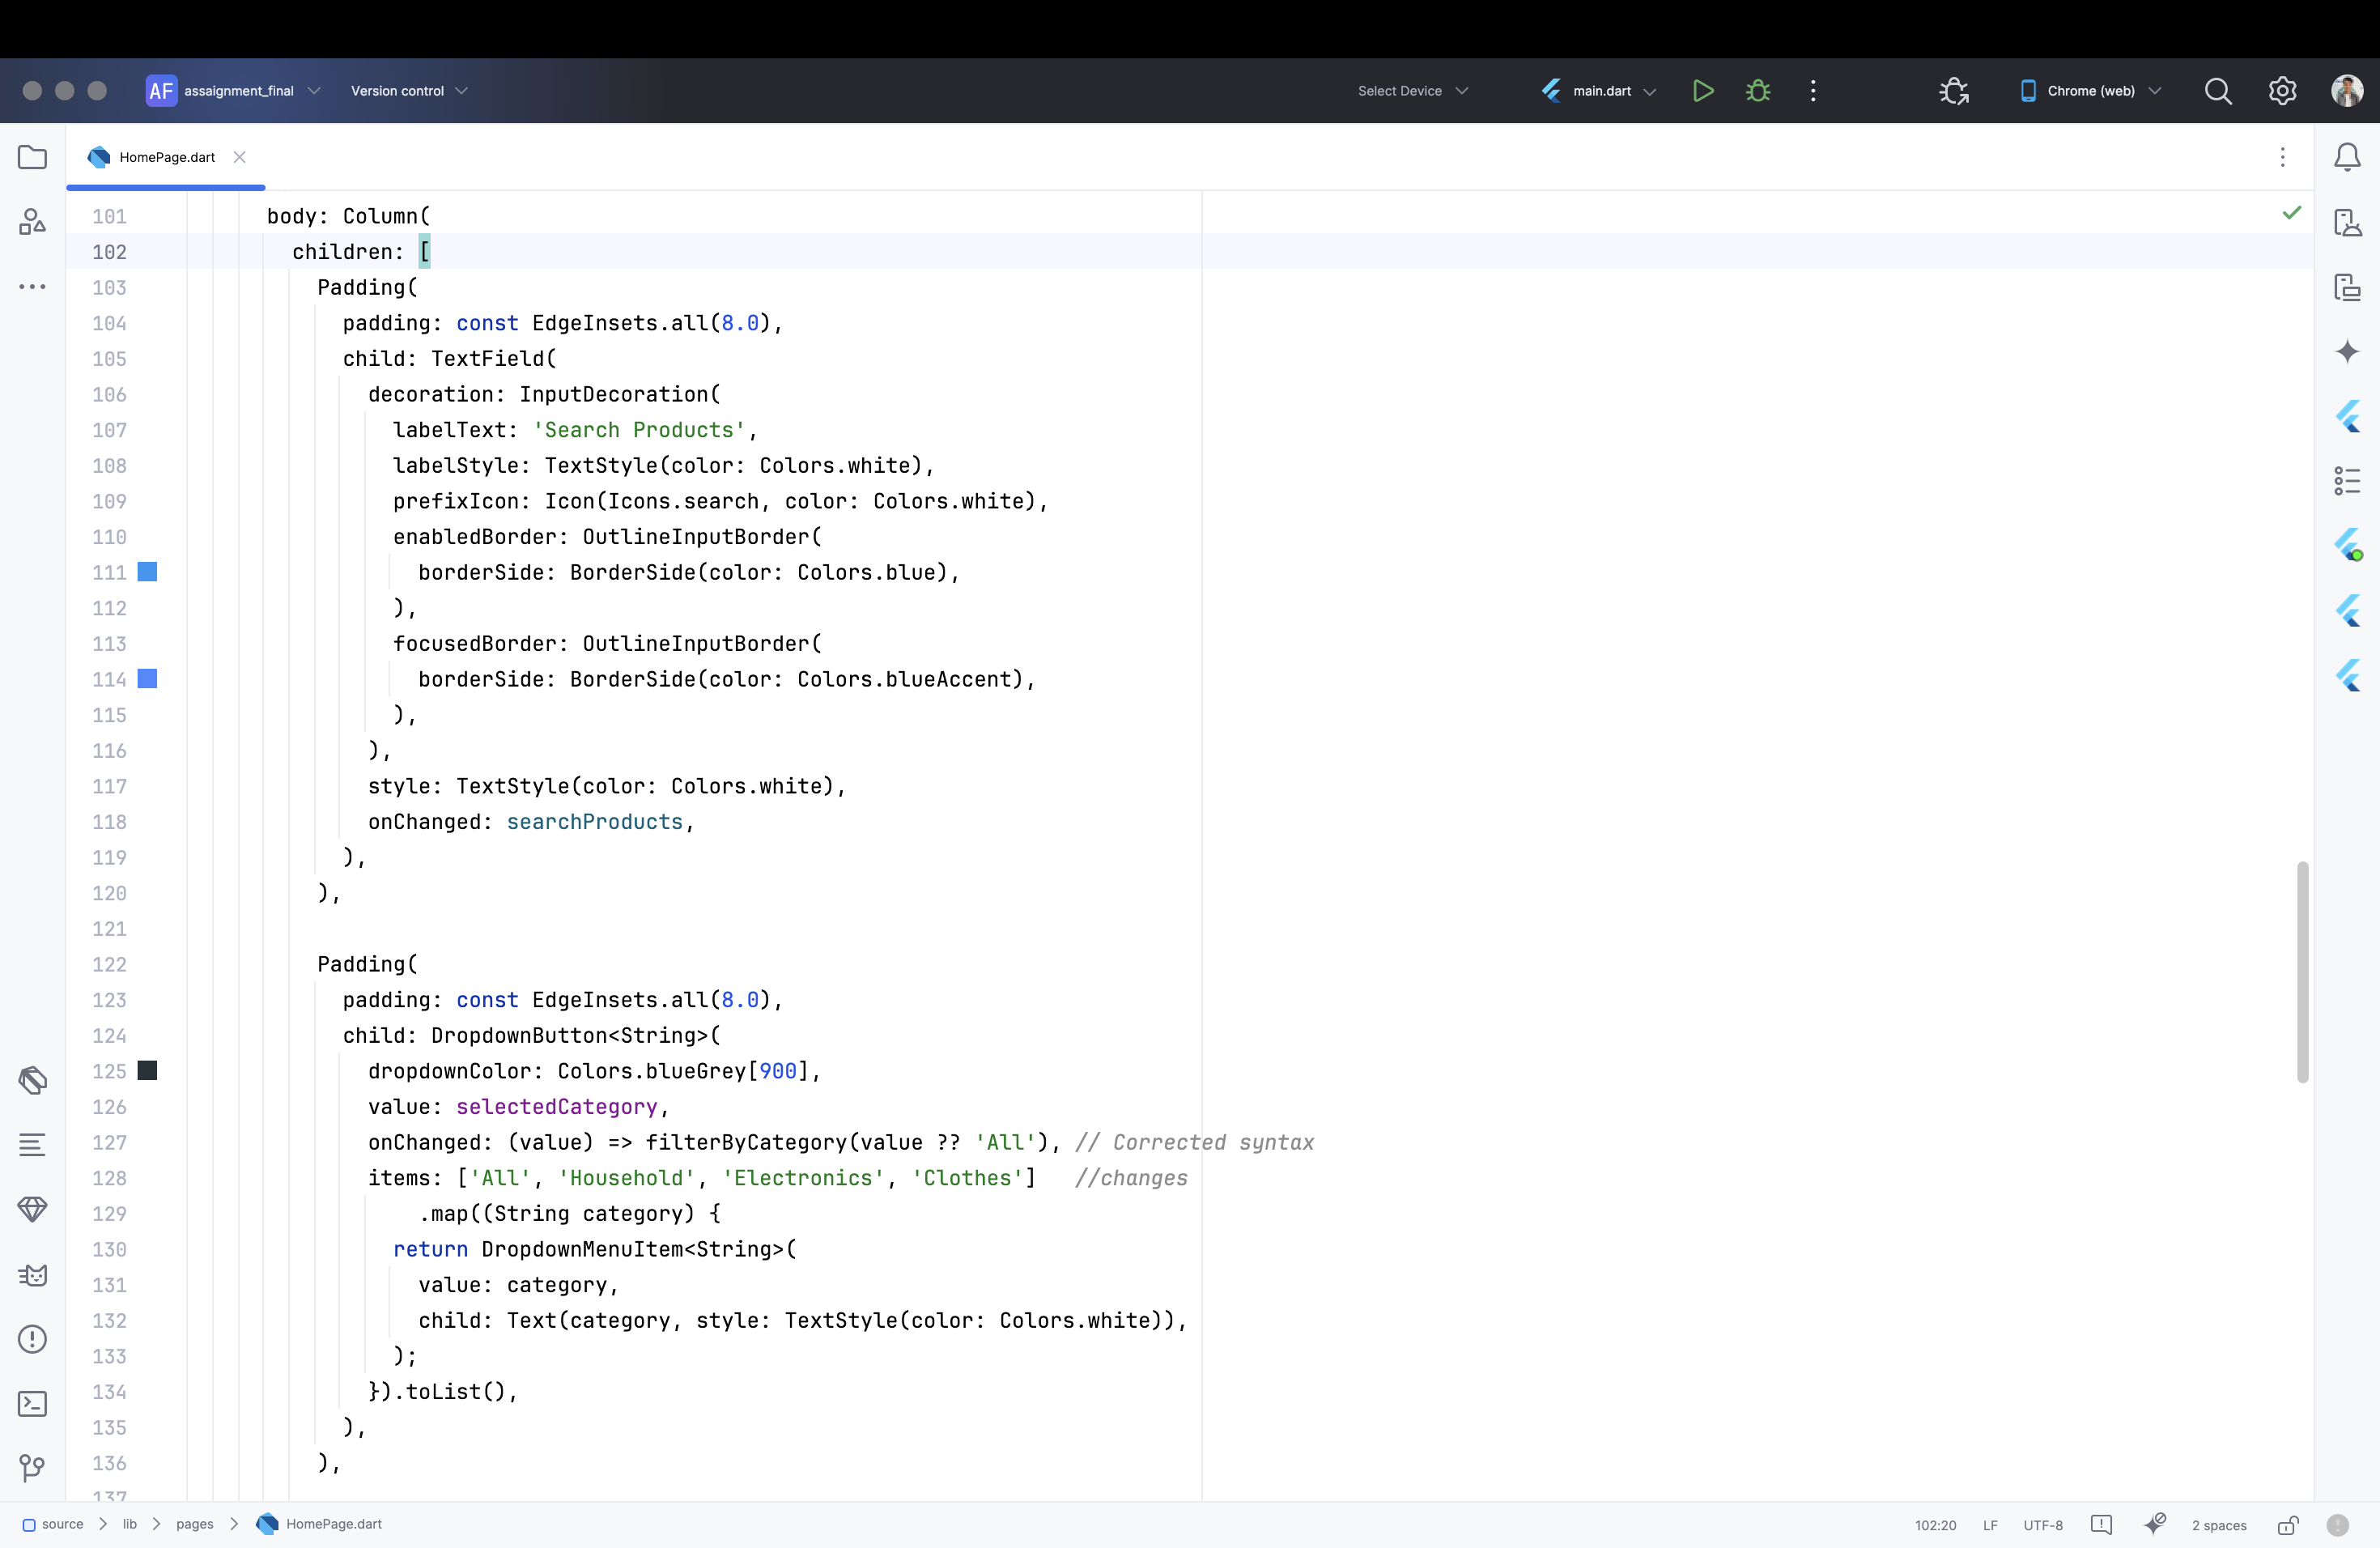 AF assaignment_final Version control Select Device main.dart Chrome (web)
HomePage.dart
101 body: Column(
102 children: [
103 Padding(
104 padding: const EdgeInsets.all(8.0),
105 child: TextField(
106 decoration: InputDecoration(
107 labelText: 'Search Products',
108 labelStyle: TextStyle(color: Colors.white),
109 prefixIcon: Icon(Icons.search, color: Colors.white),
110 enabledBorder: OutlineInputBorder(
111 borderSide: BorderSide(color: Colors.blue),
112 ),
113 focusedBorder: OutlineInputBorder(
114 borderSide: BorderSide(color: Colors.blueAccent),
115 ),
116 ),
117 style: TextStyle(color: Colors.white),
118 onChanged: searchProducts,
119 ),
120 ),
121
122 Padding(
123 padding: const EdgeInsets.all(8.0),
124 child: DropdownButton<String>(
125 dropdownColor: Colors.blueGrey[900],
126 value: selectedCategory,
127 onChanged: (value) => filterByCategory(value ?? 'All'), // Corrected syntax
128 items: ['All', 'Household', 'Electronics', 'Clothes'] //changes
129 .map((String category) {
130 return DropdownMenuItem<String>(
131 value: category,
132 child: Text(category, style: TextStyle(color: Colors.white)),
133 );
134 }).toList(),
135 ),
136 ),
137
source lib pages HomePage.dart 102:20 LF UTF-8 2 spaces